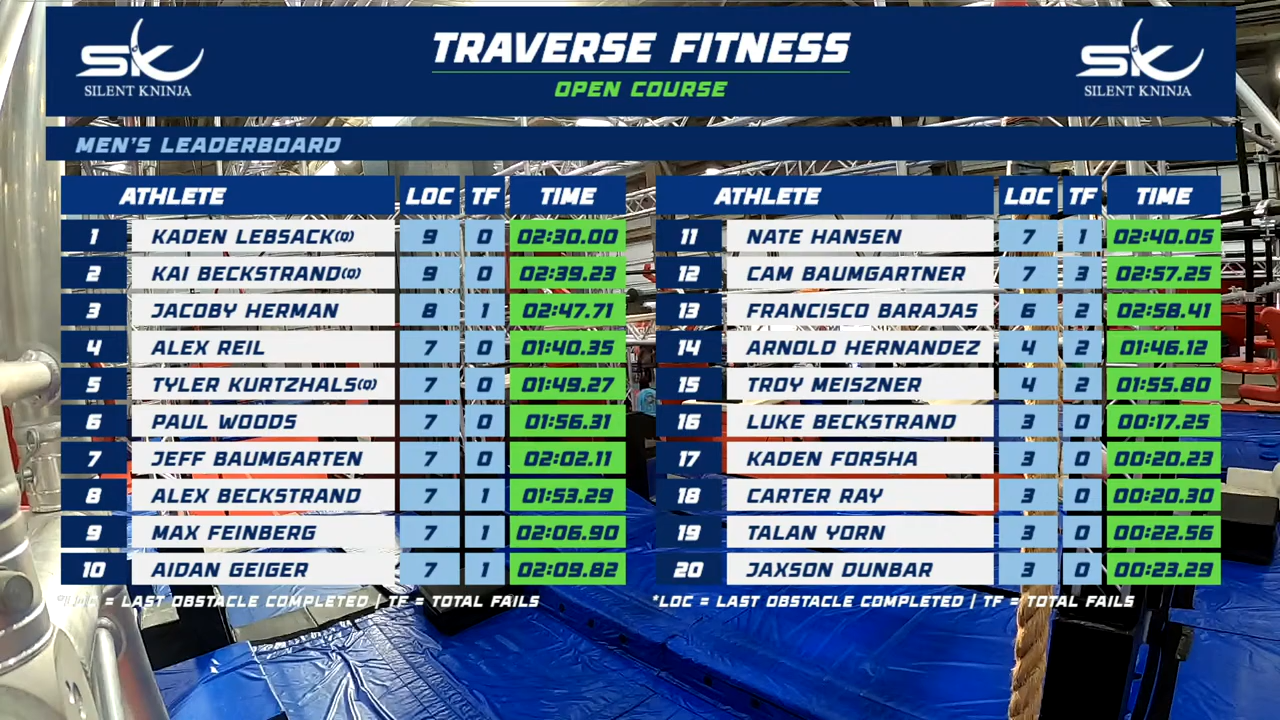 SK
SILENT KNINJA
TRAVERSE FITNESS
OPEN COURSE
SK
SILENT KNINJA
MEN'S LEADERBOARD
ATHLETE LOC TF TIME
1 KADEN LEBSACK(Q) 9 0 02:30.00
2 KAI BECKSTRAND(Q) 9 0 02:39.23
3 JACOBY HERMAN 8 1 02:47.71
4 ALEX REIL 7 0 01:40.35
5 TYLER KURTZHALS(Q) 7 0 01:49.27
6 PAUL WOODS 7 0 01:56.31
7 JEFF BAUMGARTEN 7 0 02:02.11
8 ALEX BECKSTRAND 7 1 01:53.29
9 MAX FEINBERG 7 1 02:06.90
10 AIDAN GEIGER 7 1 02:09.82
= LAST OBSTACLE COMPLETED | TF = TOTAL FAILS
ATHLETE LOC TF TIME
11 NATE HANSEN 7 1 02:40.05
12 CAM BAUMGARTNER 7 3 02:57.25
13 FRANCISCO BARAJAS 6 2 02:58.41
14 ARNOLD HERNANDEZ 4 2 01:46.12
15 TROY MEISZNER 4 2 01:55.80
16 LUKE BECKSTRAND 3 0 00:17.25
17 KADEN FORSHA 3 0 00:20.23
18 CARTER RAY 3 0 00:20.30
19 TALAN YORN 3 0 00:22.56
20 JAXSON DUNBAR 3 0 00:23.29
*LOC = LAST OBSTACLE COMPLETED | TF = TOTAL FAILS